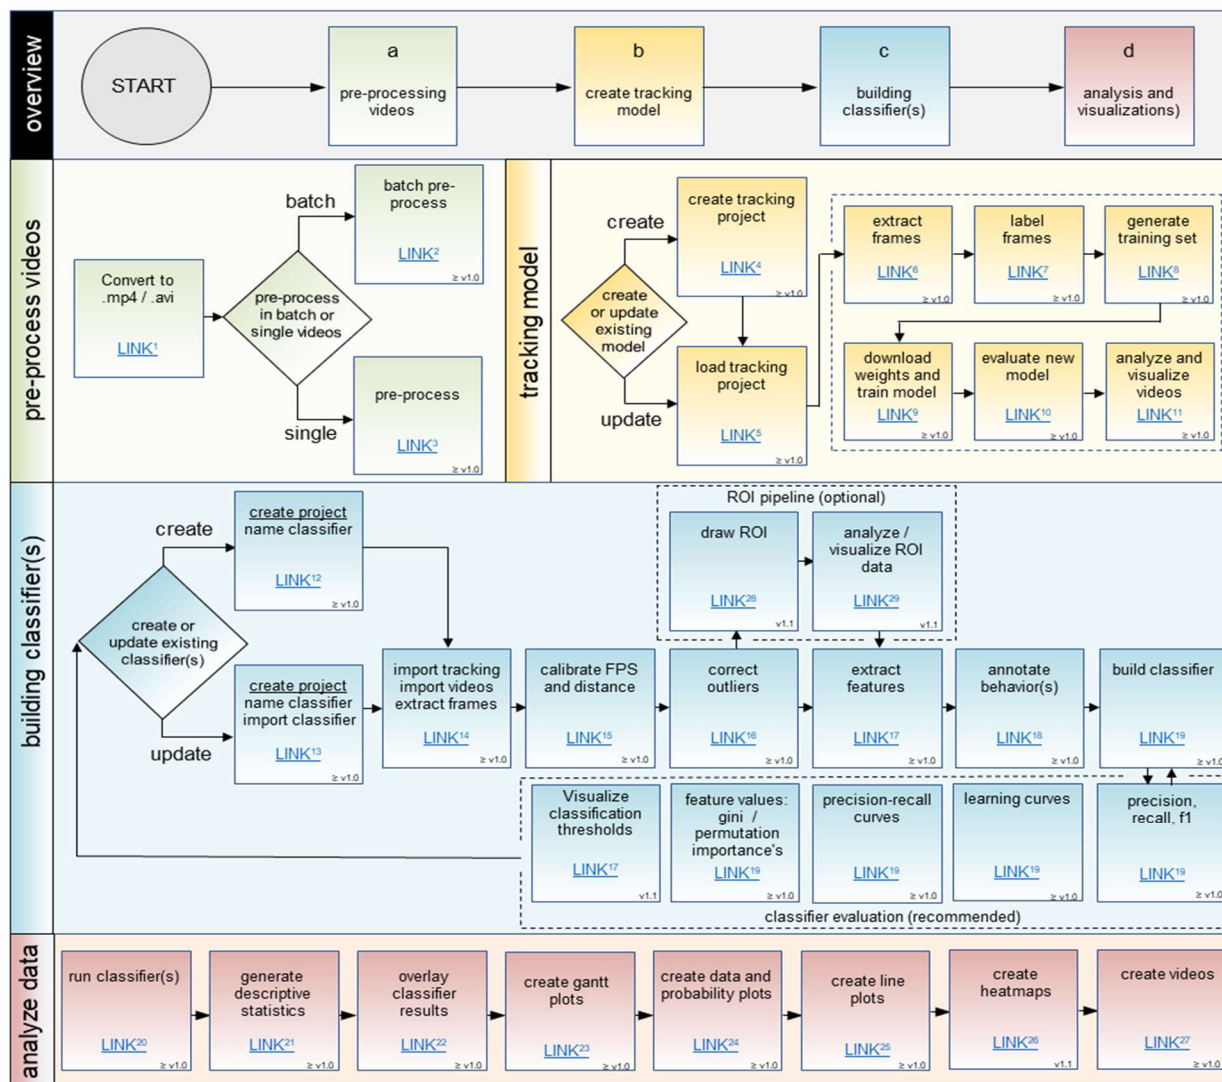 overview
START
a
pre-processing
videos
b
create tracking
model
c
building
classifier(s)
d
analysis and
visualizations)
pre-process videos
Convert to
.mp4 / .avi
LINK1
batch
pre-process
in batch or
single videos
single
batch pre-
process
LINK2
≥ v1.0
pre-process
LINK3
≥ v1.0
tracking model
create
create
or update
existing
model
update
create tracking
project
LINK4
≥ v1.0
load tracking
project
LINK5
≥ v1.0
extract
frames
LINK6
≥ v1.0
label
frames
LINK7
≥ v1.0
generate
training set
LINK8
≥ v1.0
download
weights and
train model
LINK9
≥ v1.0
evaluate new
model
LINK10
≥ v1.0
analyze and
visualize
videos
LINK11
≥ v1.0
building classifier(s)
create
create or
update existing
classifier(s)
update
create project
name classifier
LINK12
≥ v1.0
create project
name classifier
import classifier
LINK13
≥ v1.0
import tracking
import videos
extract frames
LINK14
≥ v1.0
calibrate FPS
and distance
LINK15
≥ v1.0
ROI pipeline (optional)
draw ROI
LINK28
v1.1
analyze /
visualize ROI
data
LINK29
v1.1
correct
outliers
LINK16
≥ v1.0
extract
features
LINK17
≥ v1.0
annotate
behavior(s)
LINK18
≥ v1.0
build classifier
LINK19
≥ v1.0
Visualize
classification
thresholds
LINK17
v1.1
feature values:
gini /
permutation
importance's
LINK19
≥ v1.0
precision-recall
curves
LINK19
≥ v1.0
learning curves
LINK19
≥ v1.0
precision,
recall, f1
LINK19
≥ v1.0
classifier evaluation (recommended)
analyze data
run classifier(s)
LINK20
≥ v1.0
generate
descriptive
statistics
LINK21
≥ v1.0
overlay
classifier
results
LINK22
≥ v1.0
create gantt
plots
LINK23
≥ v1.0
create data and
probability plots
LINK24
≥ v1.0
create line
plots
LINK25
≥ v1.0
create
heatmaps
LINK26
v1.1
create videos
LINK27
≥ v1.0